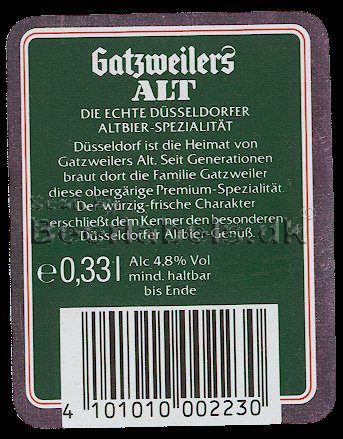 Gatzweilers
ALT
DIE ECHTE DÜSSELDORFER
ALTBIER-SPEZIALITÄT
Düsseldorf ist die Heimat von
Gatzweilers Alt. Seit Generationen
braut dort die Familie Gatzweiler
diese obergärige Premium-Spezialität.
Der würzig-frische Charakter
erschließt dem Kenner den besonderen
Düsseldorfer Altbier-Genuß.
℮ 0,33 l
Alc 4,8% Vol
mind. haltbar
bis Ende
4 101010 002230